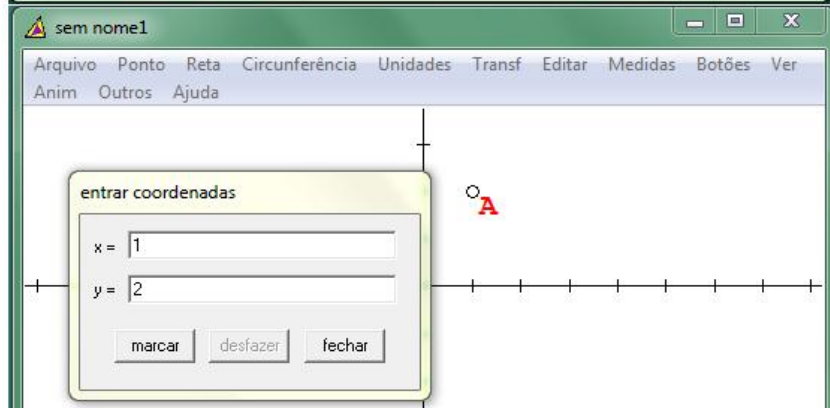 sem nome1
Arquivo Ponto Reta Circunferência Unidades Transf Editar Medidas Botões Ver
Anim Outros Ajuda
entrar coordenadas
A
x = 1
y = 2
marcar desfazer fechar